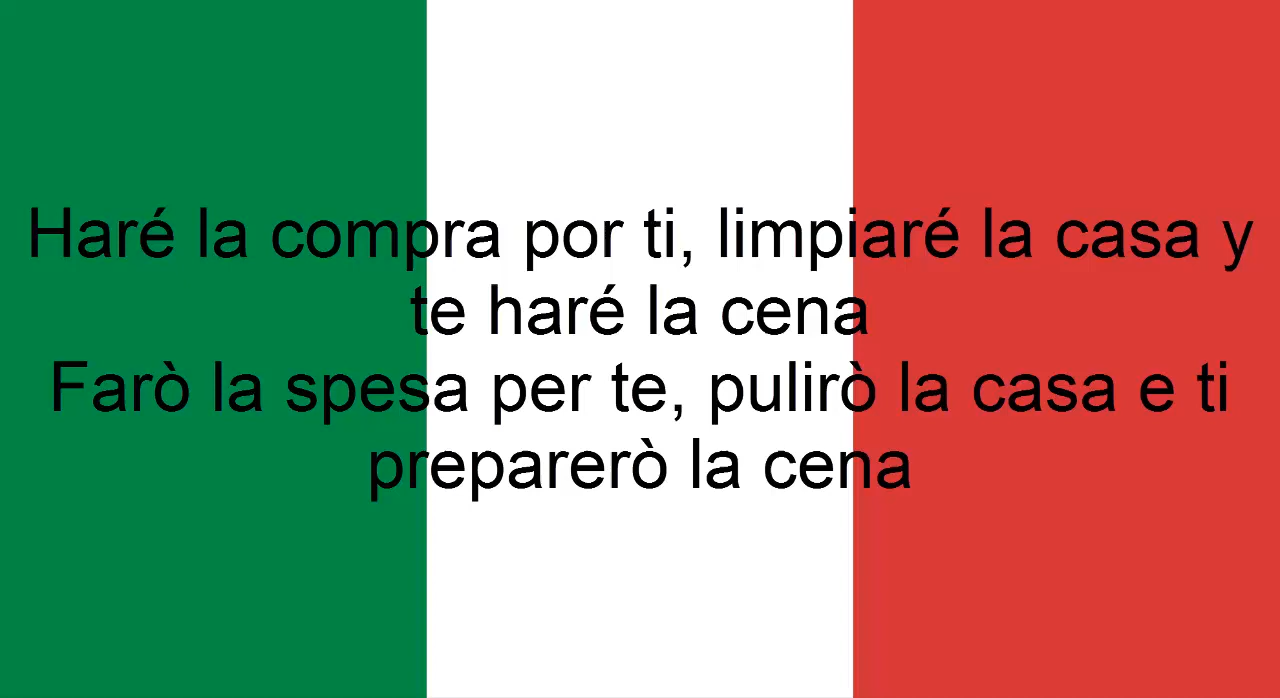 Haré la compra por ti, limpiaré la casa y
te haré la cena
Farò la spesa per te, pulirò la casa e ti
preparerò la cena